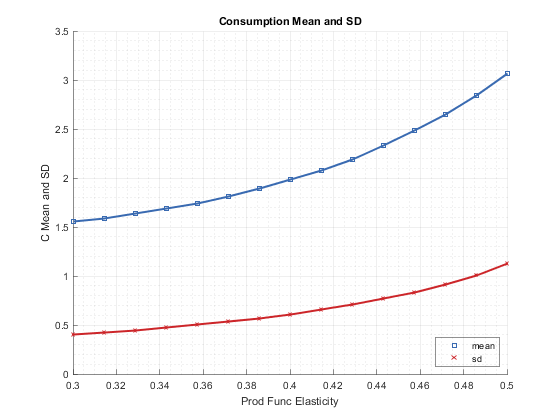 Consumption Mean and SD
3.5
3
2.5
2
1.5
1
0.5
0
C Mean and SD
0.3 0.32 0.34 0.36 0.38 0.4 0.42 0.44 0.46 0.48 0.5
Prod Func Elasticity
mean
sd